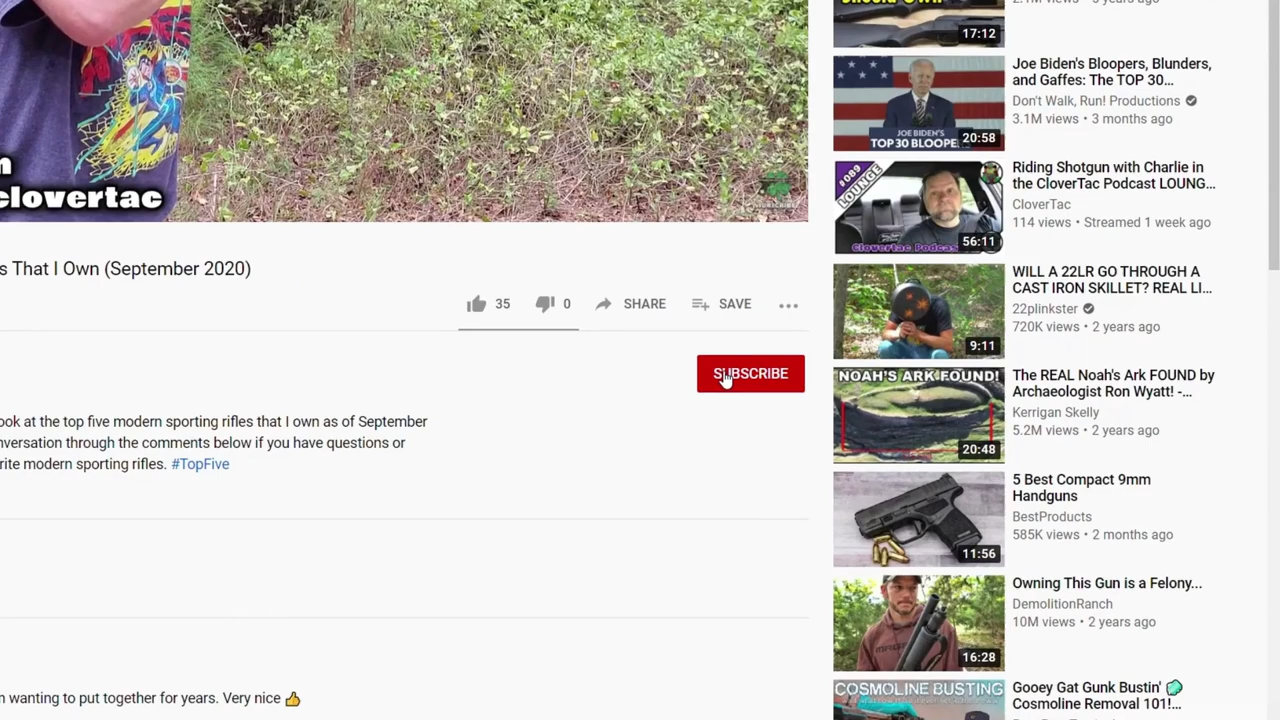 clovertac
s That I Own (September 2020)
35
0
SHARE
SAVE
SUBSCRIBE
ook at the top five modern sporting rifles that I own as of September
nversation through the comments below if you have questions or
rite modern sporting rifles. #TopFive
n wanting to put together for years. Very nice 👍
17:12
JOE BIDEN'S
TOP 30 BLOOPE
20:58
Joe Biden's Bloopers, Blunders,
and Gaffes: The TOP 30…
Don't Walk, Run! Productions
3.1M views • 3 months ago
#089
LOUNGE
Clovertac Podcas
56:11
Riding Shotgun with Charlie in
the CloverTac Podcast LOUNG…
CloverTac
114 views • Streamed 1 week ago
9:11
WILL A 22LR GO THROUGH A
CAST IRON SKILLET? REAL LI…
22plinkster
720K views • 2 years ago
NOAH'S ARK FOUND!
20:48
The REAL Noah's Ark FOUND by
Archaeologist Ron Wyatt! -…
Kerrigan Skelly
5.2M views • 2 years ago
11:56
5 Best Compact 9mm
Handguns
BestProducts
585K views • 2 months ago
16:28
Owning This Gun is a Felony...
DemolitionRanch
10M views • 2 years ago
COSMOLINE BUSTING
Gooey Gat Gunk Bustin'
Cosmoline Removal 101!…